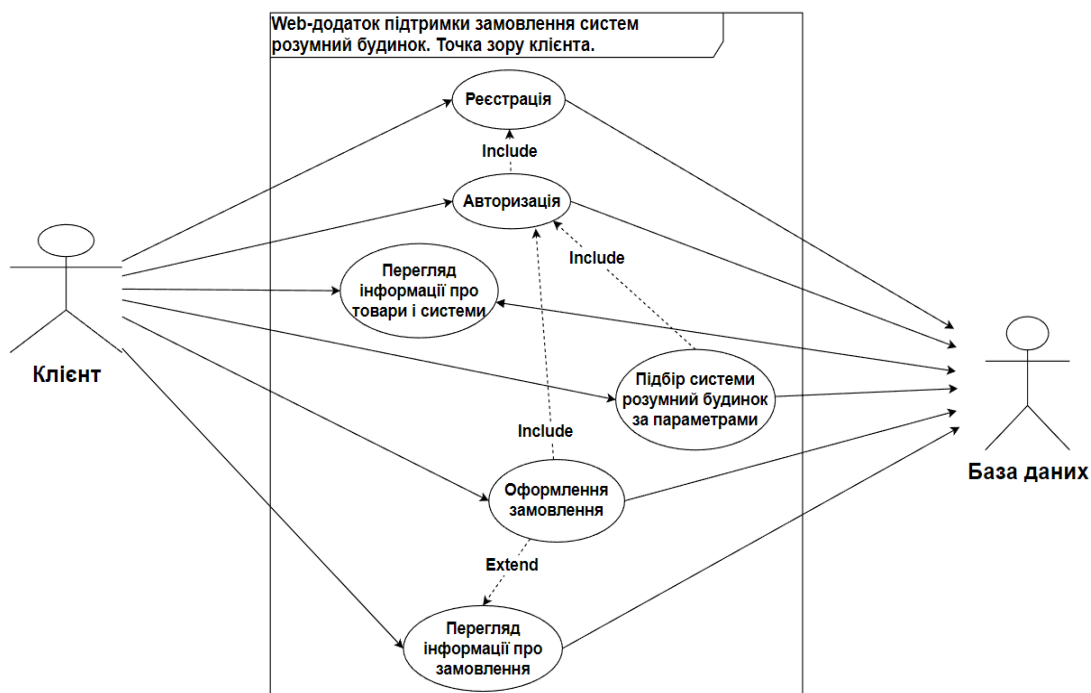 Web-додаток підтримки замовлення систем
розумний будинок. Точка зору клієнта.
Реєстрація
Include
Авторизація
Include
Перегляд
інформації про
товари і системи
Клієнт
Підбір системи
розумний будинок
за параметрами
Include
База даних
Оформлення
замовлення
Extend
Перегляд
інформації про
замовлення